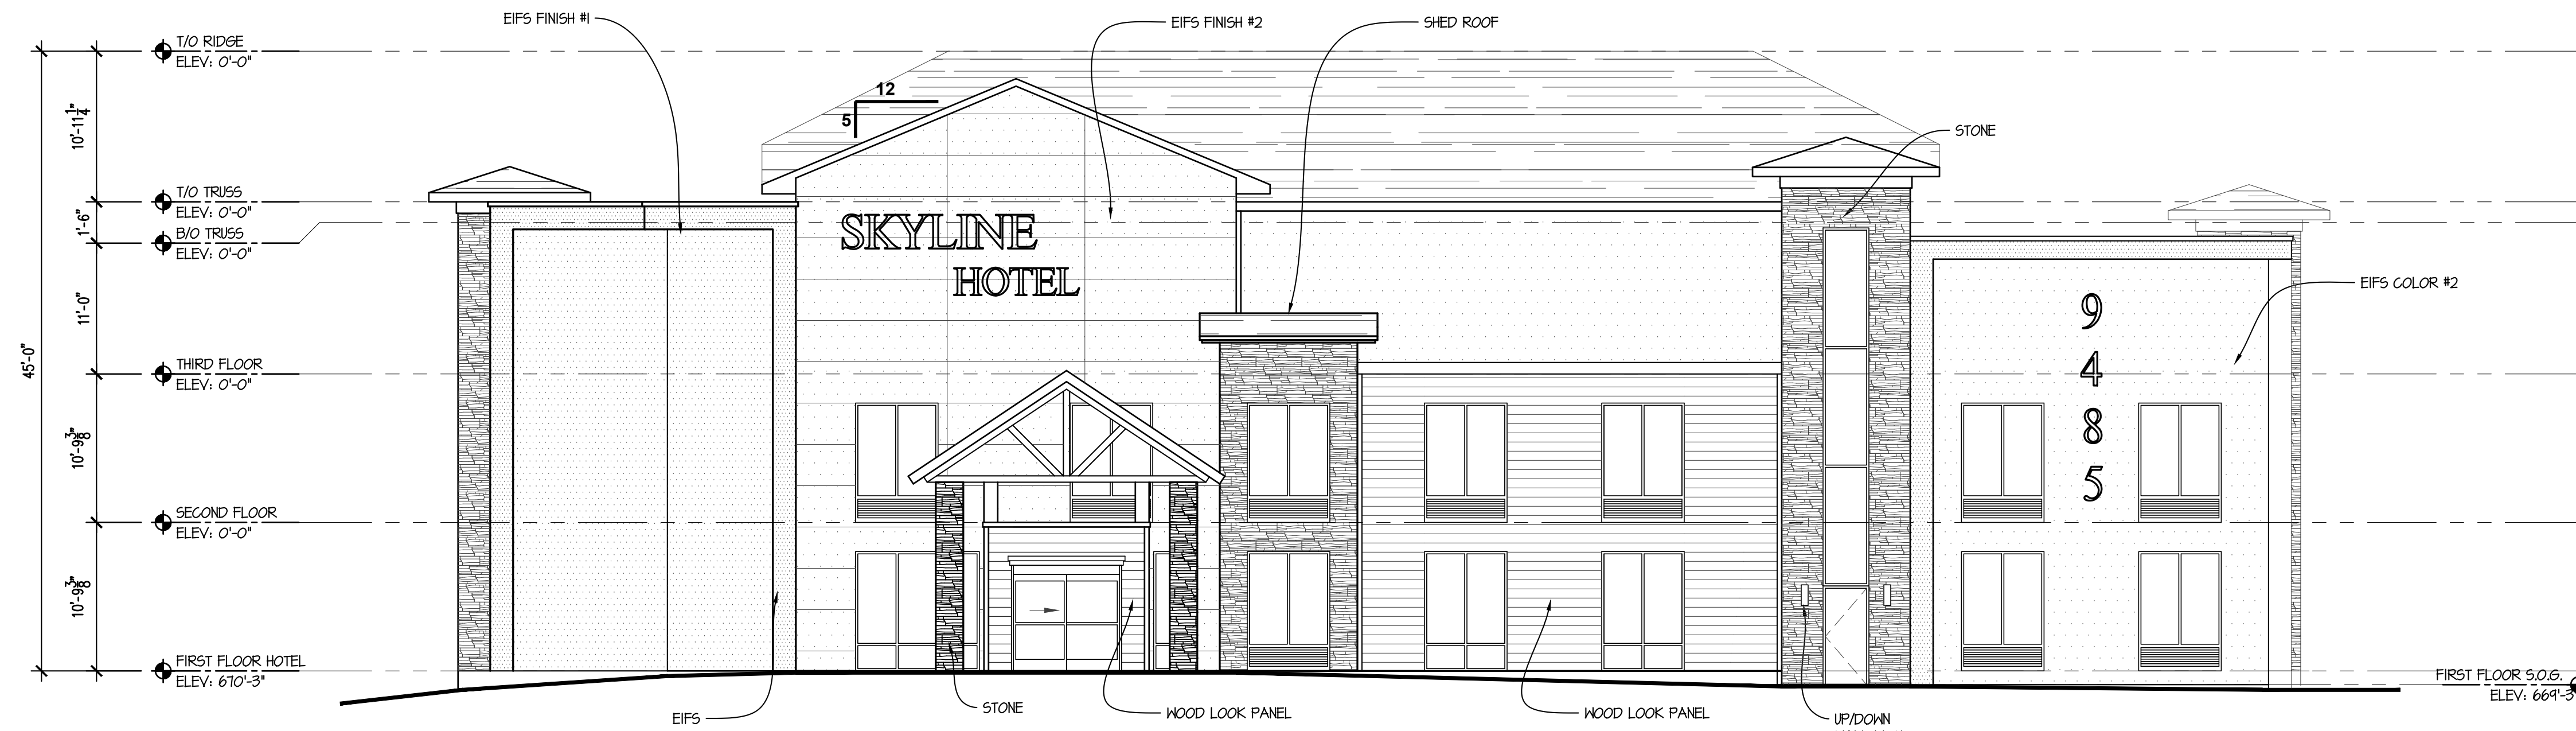 EIFS FINISH #1
EIFS FINISH #2
SHED ROOF
T/O RIDGE
ELEV: 0'-0"
12
5
10'-11 1/4"
STONE
T/O TRUSS
ELEV: 0'-0"
1'-6"
B/O TRUSS
ELEV: 0'-0"
SKYLINE
HOTEL
11'-0"
EIFS COLOR #2
9
4
8
5
45'-0"
THIRD FLOOR
ELEV: 0'-0"
10'-9 3/8"
SECOND FLOOR
ELEV: 0'-0"
10'-9 3/8"
FIRST FLOOR HOTEL
ELEV: 670'-3"
FIRST FLOOR S.O.G.
ELEV: 669'-3
EIFS
STONE
WOOD LOOK PANEL
WOOD LOOK PANEL
UP/DOWN